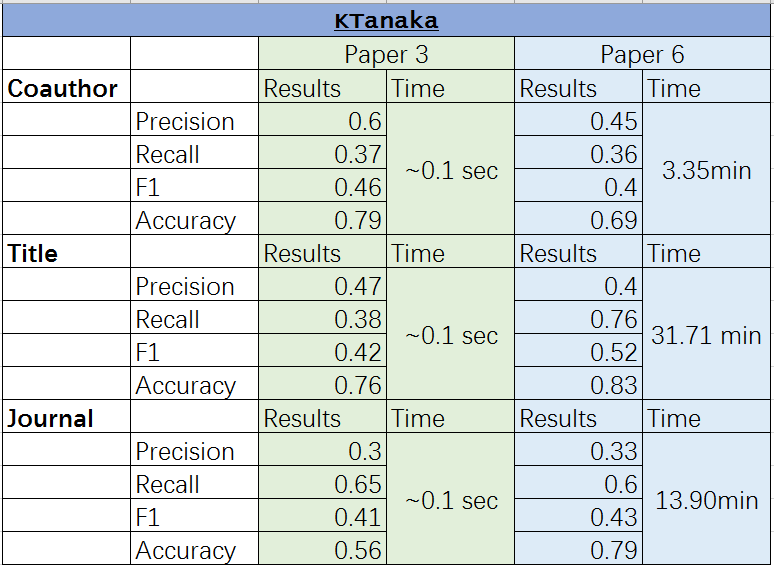 KTanaka
Paper 3 Paper 6
Coauthor Results Time Results Time
Precision 0.6 0.45
Recall 0.37 0.36
~0.1 sec 3.35min
F1 0.46 0.4
Accuracy 0.79 0.69
Title Results Time Results Time
Precision 0.47 0.4
Recall 0.38 0.76
~0.1 sec 31.71 min
F1 0.42 0.52
Accuracy 0.76 0.83
Journal Results Time Results Time
Precision 0.3 0.33
Recall 0.65 0.6
~0.1 sec 13.90min
F1 0.41 0.43
Accuracy 0.56 0.79